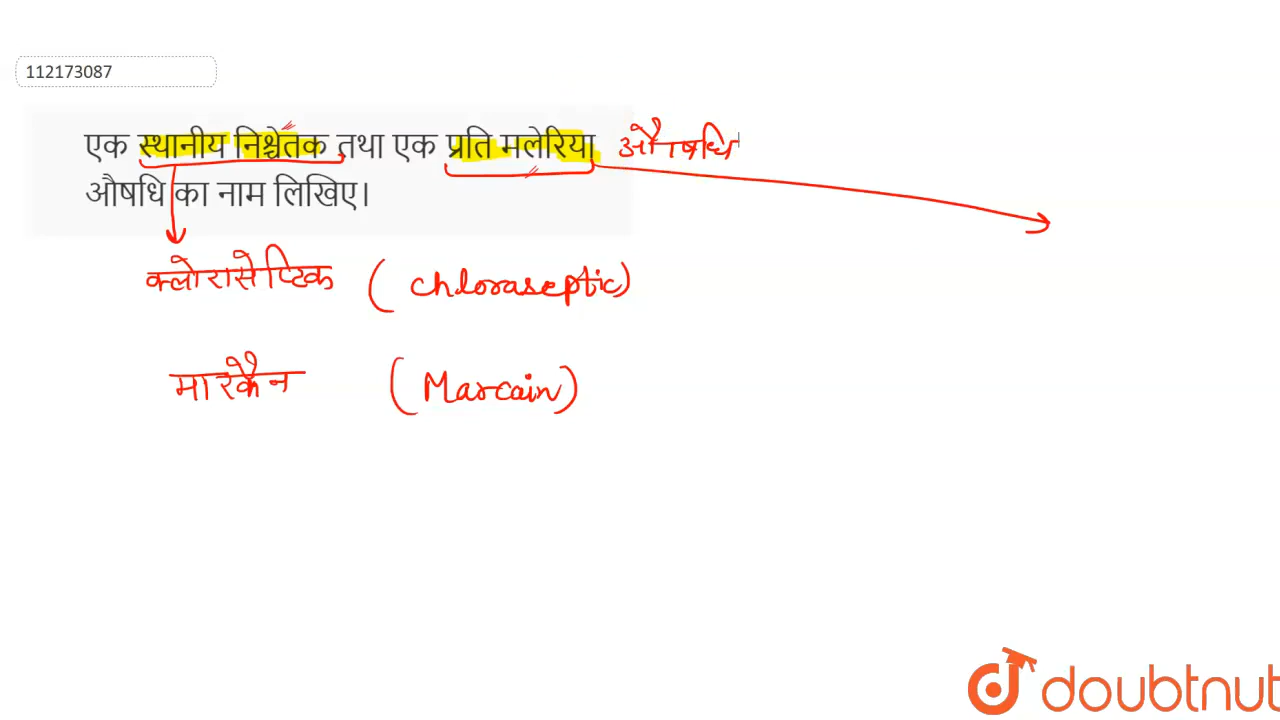 112173087
एक स्थानीय निश्चेतक तथा एक प्रति मलेरिया औषधि
औषधि का नाम लिखिए।
क्लोरासेप्टिक (chloraseptic)
मारकैन (Marcain)
doubtnut